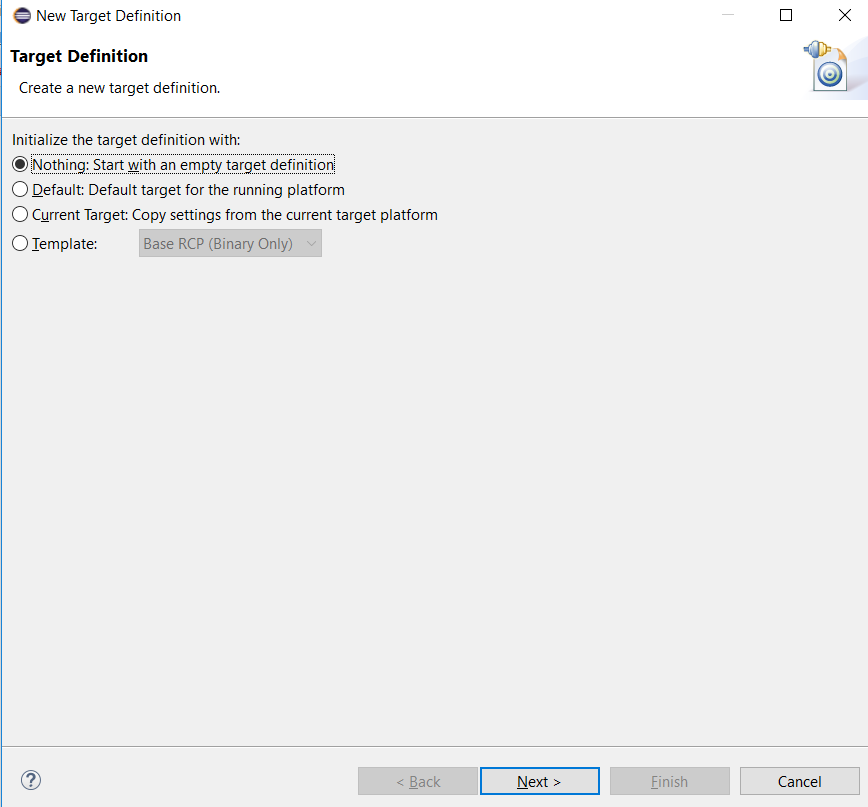 New Target Definition
Target Definition
Create a new target definition.
Initialize the target definition with:
Nothing: Start with an empty target definition
Default: Default target for the running platform
Current Target: Copy settings from the current target platform
Template: Base RCP (Binary Only)
? < Back Next > Finish Cancel